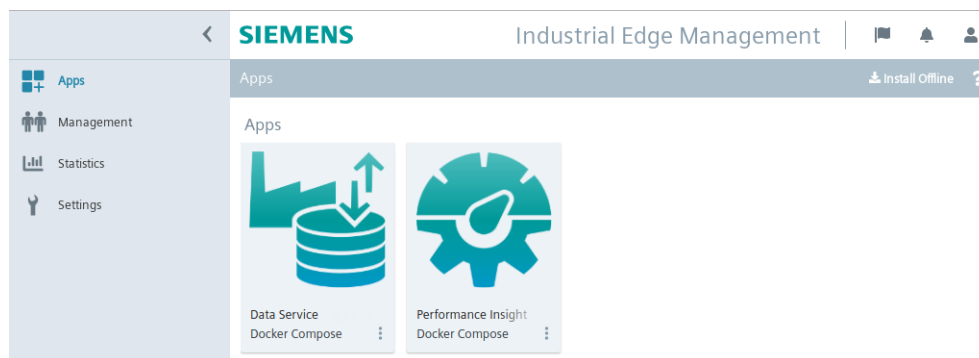 SIEMENS
Industrial Edge Management
Apps
Apps
Install Offline
?
Management
Statistics
Settings
Apps
Data Service
Docker Compose
Performance Insight
Docker Compose